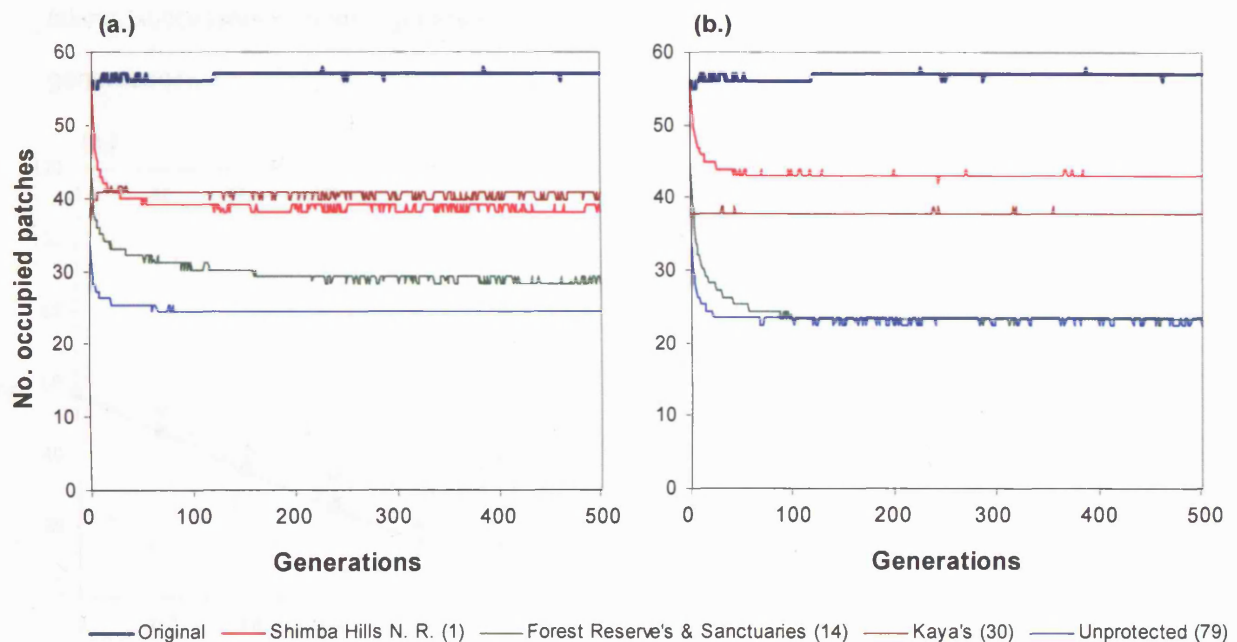 (a.)
(b.)
No. occupied patches
60
50
40
30
20
10
0
0 100 200 300 400 500
Generations
60
50
40
30
20
10
0
0 100 200 300 400 500
Generations
Original Shimba Hills N. R. (1) Forest Reserve's & Sanctuaries (14) Kaya's (30) Unprotected (79)